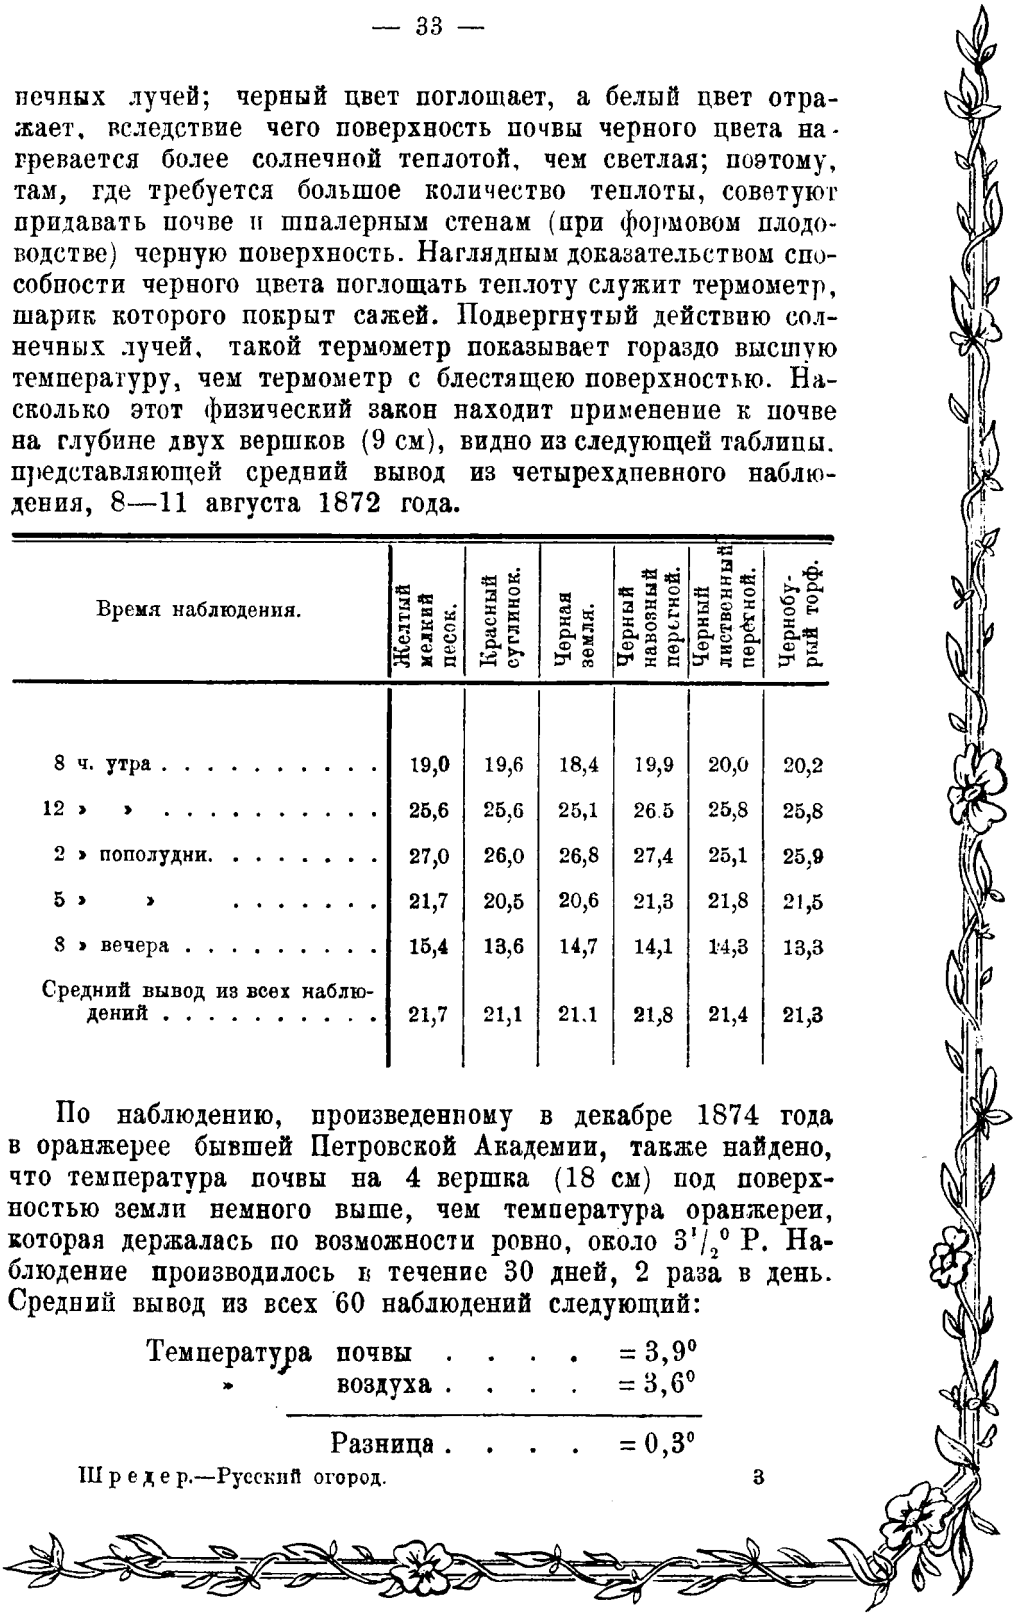 — 33 —
нечных лучей; черный цвет поглощает, а белый цвет отра-
жает, вследствие чего поверхность почвы черного цвета на-
гревается более солнечной теплотой, чем светлая; поэтому,
там, где требуется большое количество теплоты, советуют
придавать почве и шпалерным стенам (при формовом плодо-
водстве) черную поверхность. Наглядным доказательством спо-
собности черного цвета поглощать теплоту служит термометр,
шарик которого покрыт сажей. Подвергнутый действию сол-
нечных лучей, такой термометр показывает гораздо высшую
температуру, чем термометр с блестящею поверхностью. На-
сколько этот физический закон находит применение к почве
на глубине двух вершков (9 см), видно из следующей таблицы.
представляющей средний вывод из четырехдневного наблю-
дения, 8—11 августа 1872 года.
Время наблюдения.
Желтый
мелкий
песок.
Красный
суглинок.
Черная
земля.
Черный
навозный
перегной.
Черный
лиственный
перегной.
Чернобу-
рый торф.
8 ч. утра . . . . . . . . . . . 19,0 19,6 18,4 19,9 20,0 20,2
12 » » . . . . . . . . . . . 25,6 25,6 25,1 26.5 25,8 25,8
2 » пополудни. . . . . . . . 27,0 26,0 26,8 27,4 25,1 25,9
5 » » . . . . . . . . 21,7 20,5 20,6 21,3 21,8 21,5
8 » вечера . . . . . . . . . . 15,4 13,6 14,7 14,1 14,3 13,3
Средний вывод из всех наблю-
дений . . . . . . . . . . . 21,7 21,1 21.1 21,8 21,4 21,3
По наблюдению, произведенному в декабре 1874 года
в оранжерее бывшей Петровской Академии, также найдено,
что температура почвы на 4 вершка (18 см) под поверх-
ностью земли немного выше, чем температура оранжереи,
которая держалась по возможности ровно, около 3¹/₂⁰ Р. На-
блюдение производилось в течение 30 дней, 2 раза в день.
Средний вывод из всех 60 наблюдений следующий:
Температура почвы . . . . = 3,9⁰
» воздуха . . . . = 3,6⁰
Разница . . . . = 0,3⁰
Шредер.—Русский огород. 3